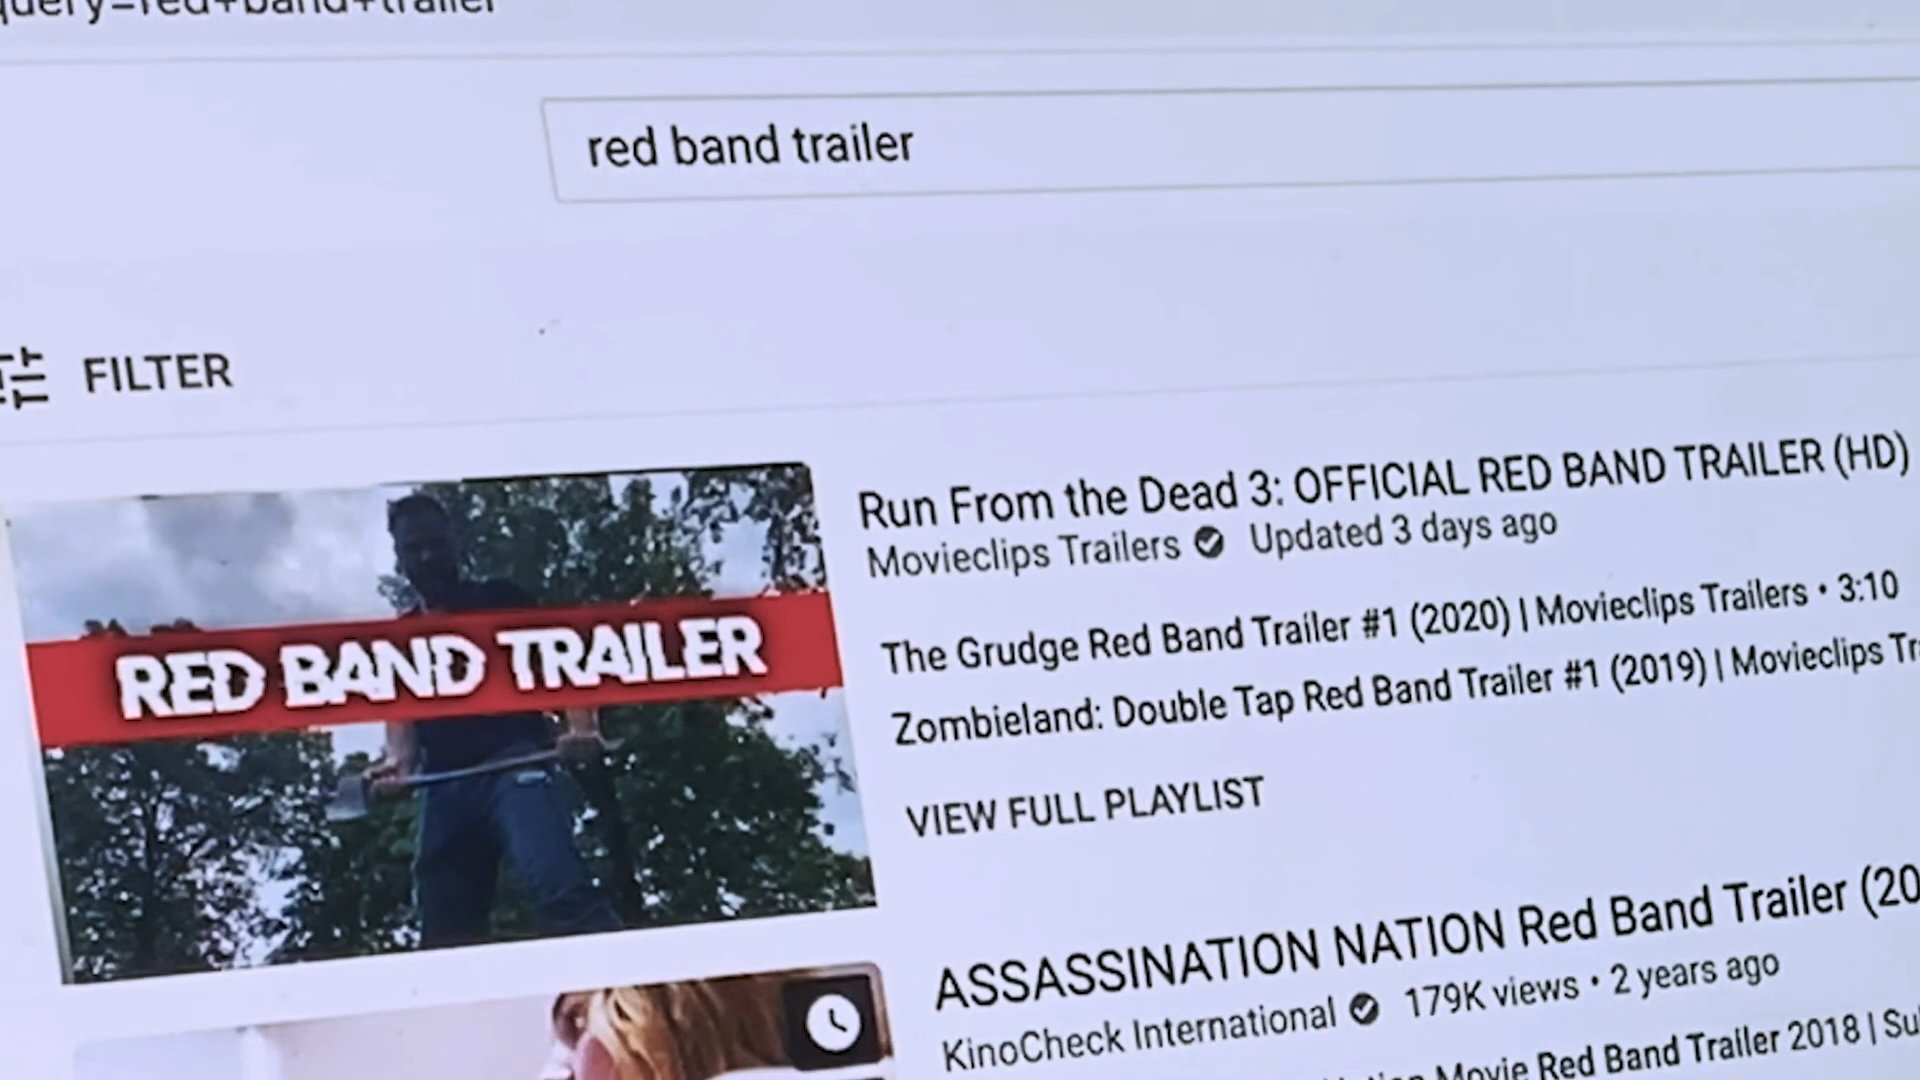 query=red+band+trailer
red band trailer
FILTER
RED BAND TRAILER
Run From the Dead 3: OFFICIAL RED BAND TRAILER (HD)
Movieclips Trailers Updated 3 days ago
The Grudge Red Band Trailer #1 (2020) | Movieclips Trailers • 3:10
Zombieland: Double Tap Red Band Trailer #1 (2019) | Movieclips
VIEW FULL PLAYLIST
ASSASSINATION NATION Red Band Trailer
KinoCheck International 179K views • 2 years ago
Movie Red Band Trailer 2018 |